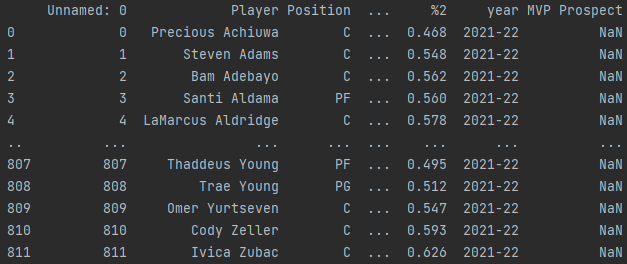 Unnamed: 0 Player Position ... %2 year MVP Prospect
0 0 Precious Achiuwa C ... 0.468 2021-22 NaN
1 1 Steven Adams C ... 0.548 2021-22 NaN
2 2 Bam Adebayo C ... 0.562 2021-22 NaN
3 3 Santi Aldama PF ... 0.560 2021-22 NaN
4 4 LaMarcus Aldridge C ... 0.578 2021-22 NaN
.. ... ... ... ... ... ... ...
807 807 Thaddeus Young PF ... 0.495 2021-22 NaN
808 808 Trae Young PG ... 0.512 2021-22 NaN
809 809 Omer Yurtseven C ... 0.547 2021-22 NaN
810 810 Cody Zeller C ... 0.593 2021-22 NaN
811 811 Ivica Zubac C ... 0.626 2021-22 NaN